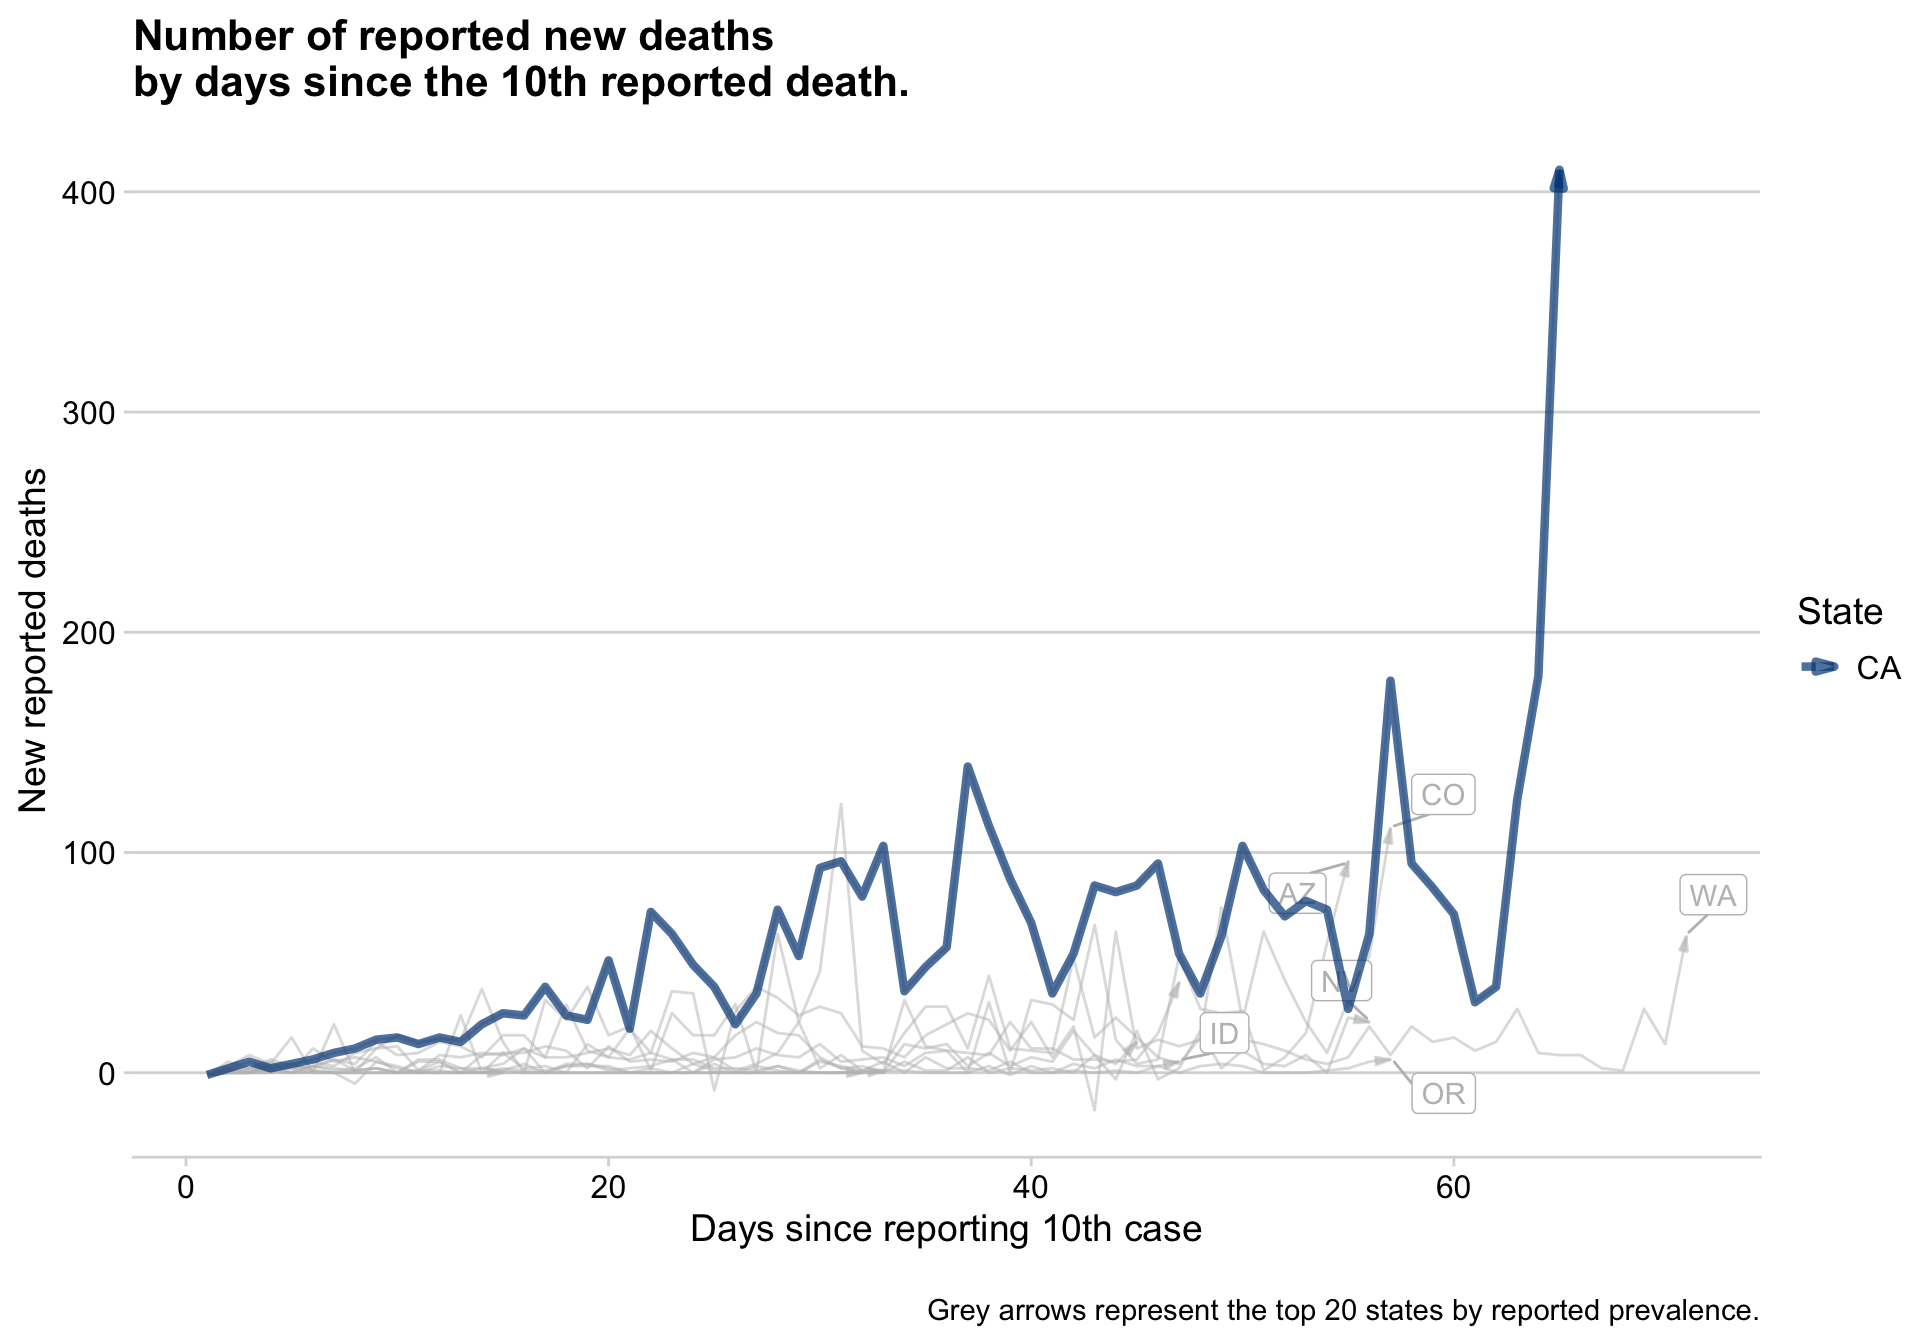 Number of reported new deaths
by days since the 10th reported death.
New reported deaths
400
300
200
100
0
0
20
40
60
Days since reporting 10th case
CO
AZ
WA
ID
OR
State
CA
Grey arrows represent the top 20 states by reported prevalence.